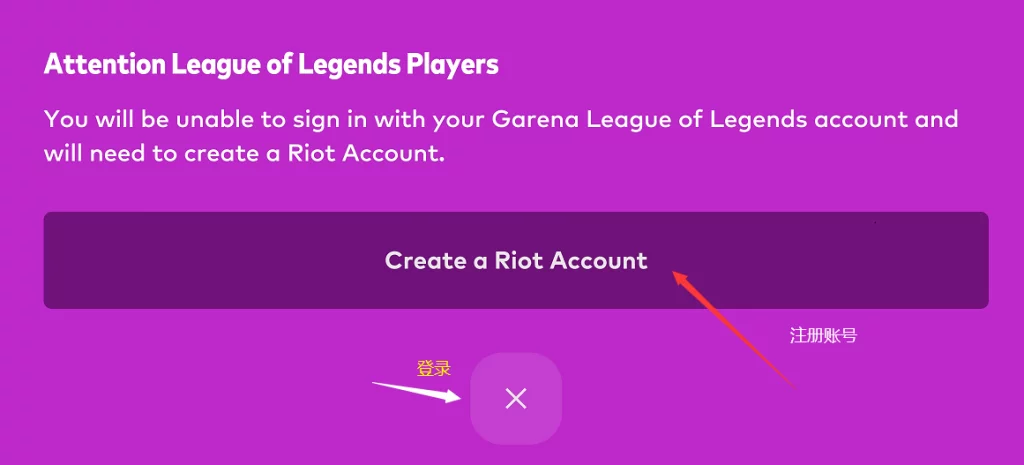 Attention League of Legends Players
You will be unable to sign in with your Garena League of Legends account and
will need to create a Riot Account.
Create a Riot Account
注册账号
登录